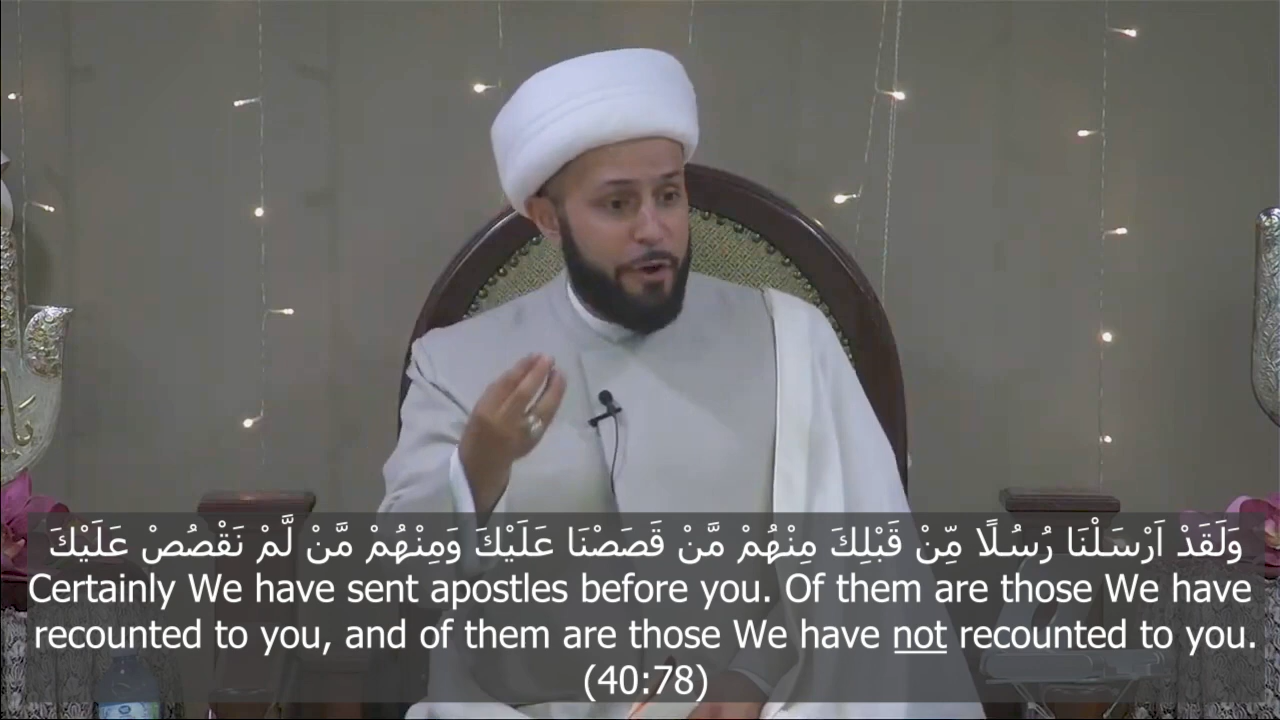 وَلَقَدْ اَرْسَلْنَا رُسُلًا مِّنْ قَبْلِكَ مِنْهُمْ مَّنْ قَصَصْنَا عَلَيْكَ وَمِنْهُمْ مَّنْ لَّمْ نَقْصُصْ عَلَيْكَ
Certainly We have sent apostles before you. Of them are those We have
recounted to you, and of them are those We have not recounted to you.
(40:78)